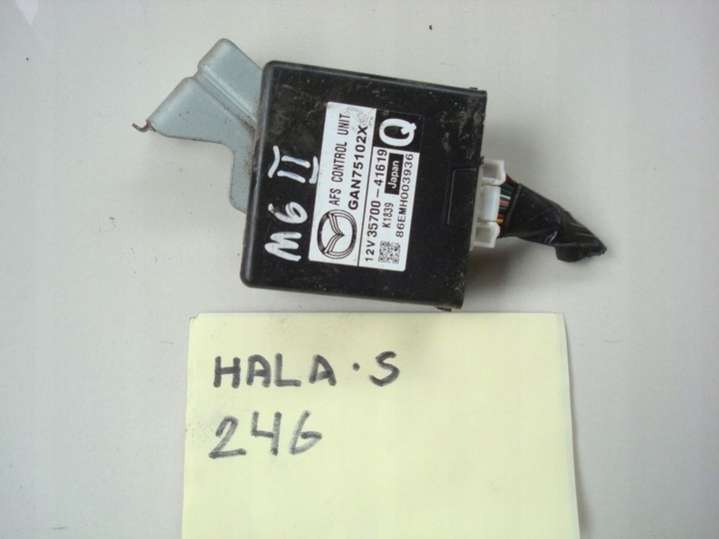 M6 II
AFS CONTROL UNIT
GAN75102X
12V 35700-41619
K1839 Japan
86EMH003936
Q
HALA·S
246